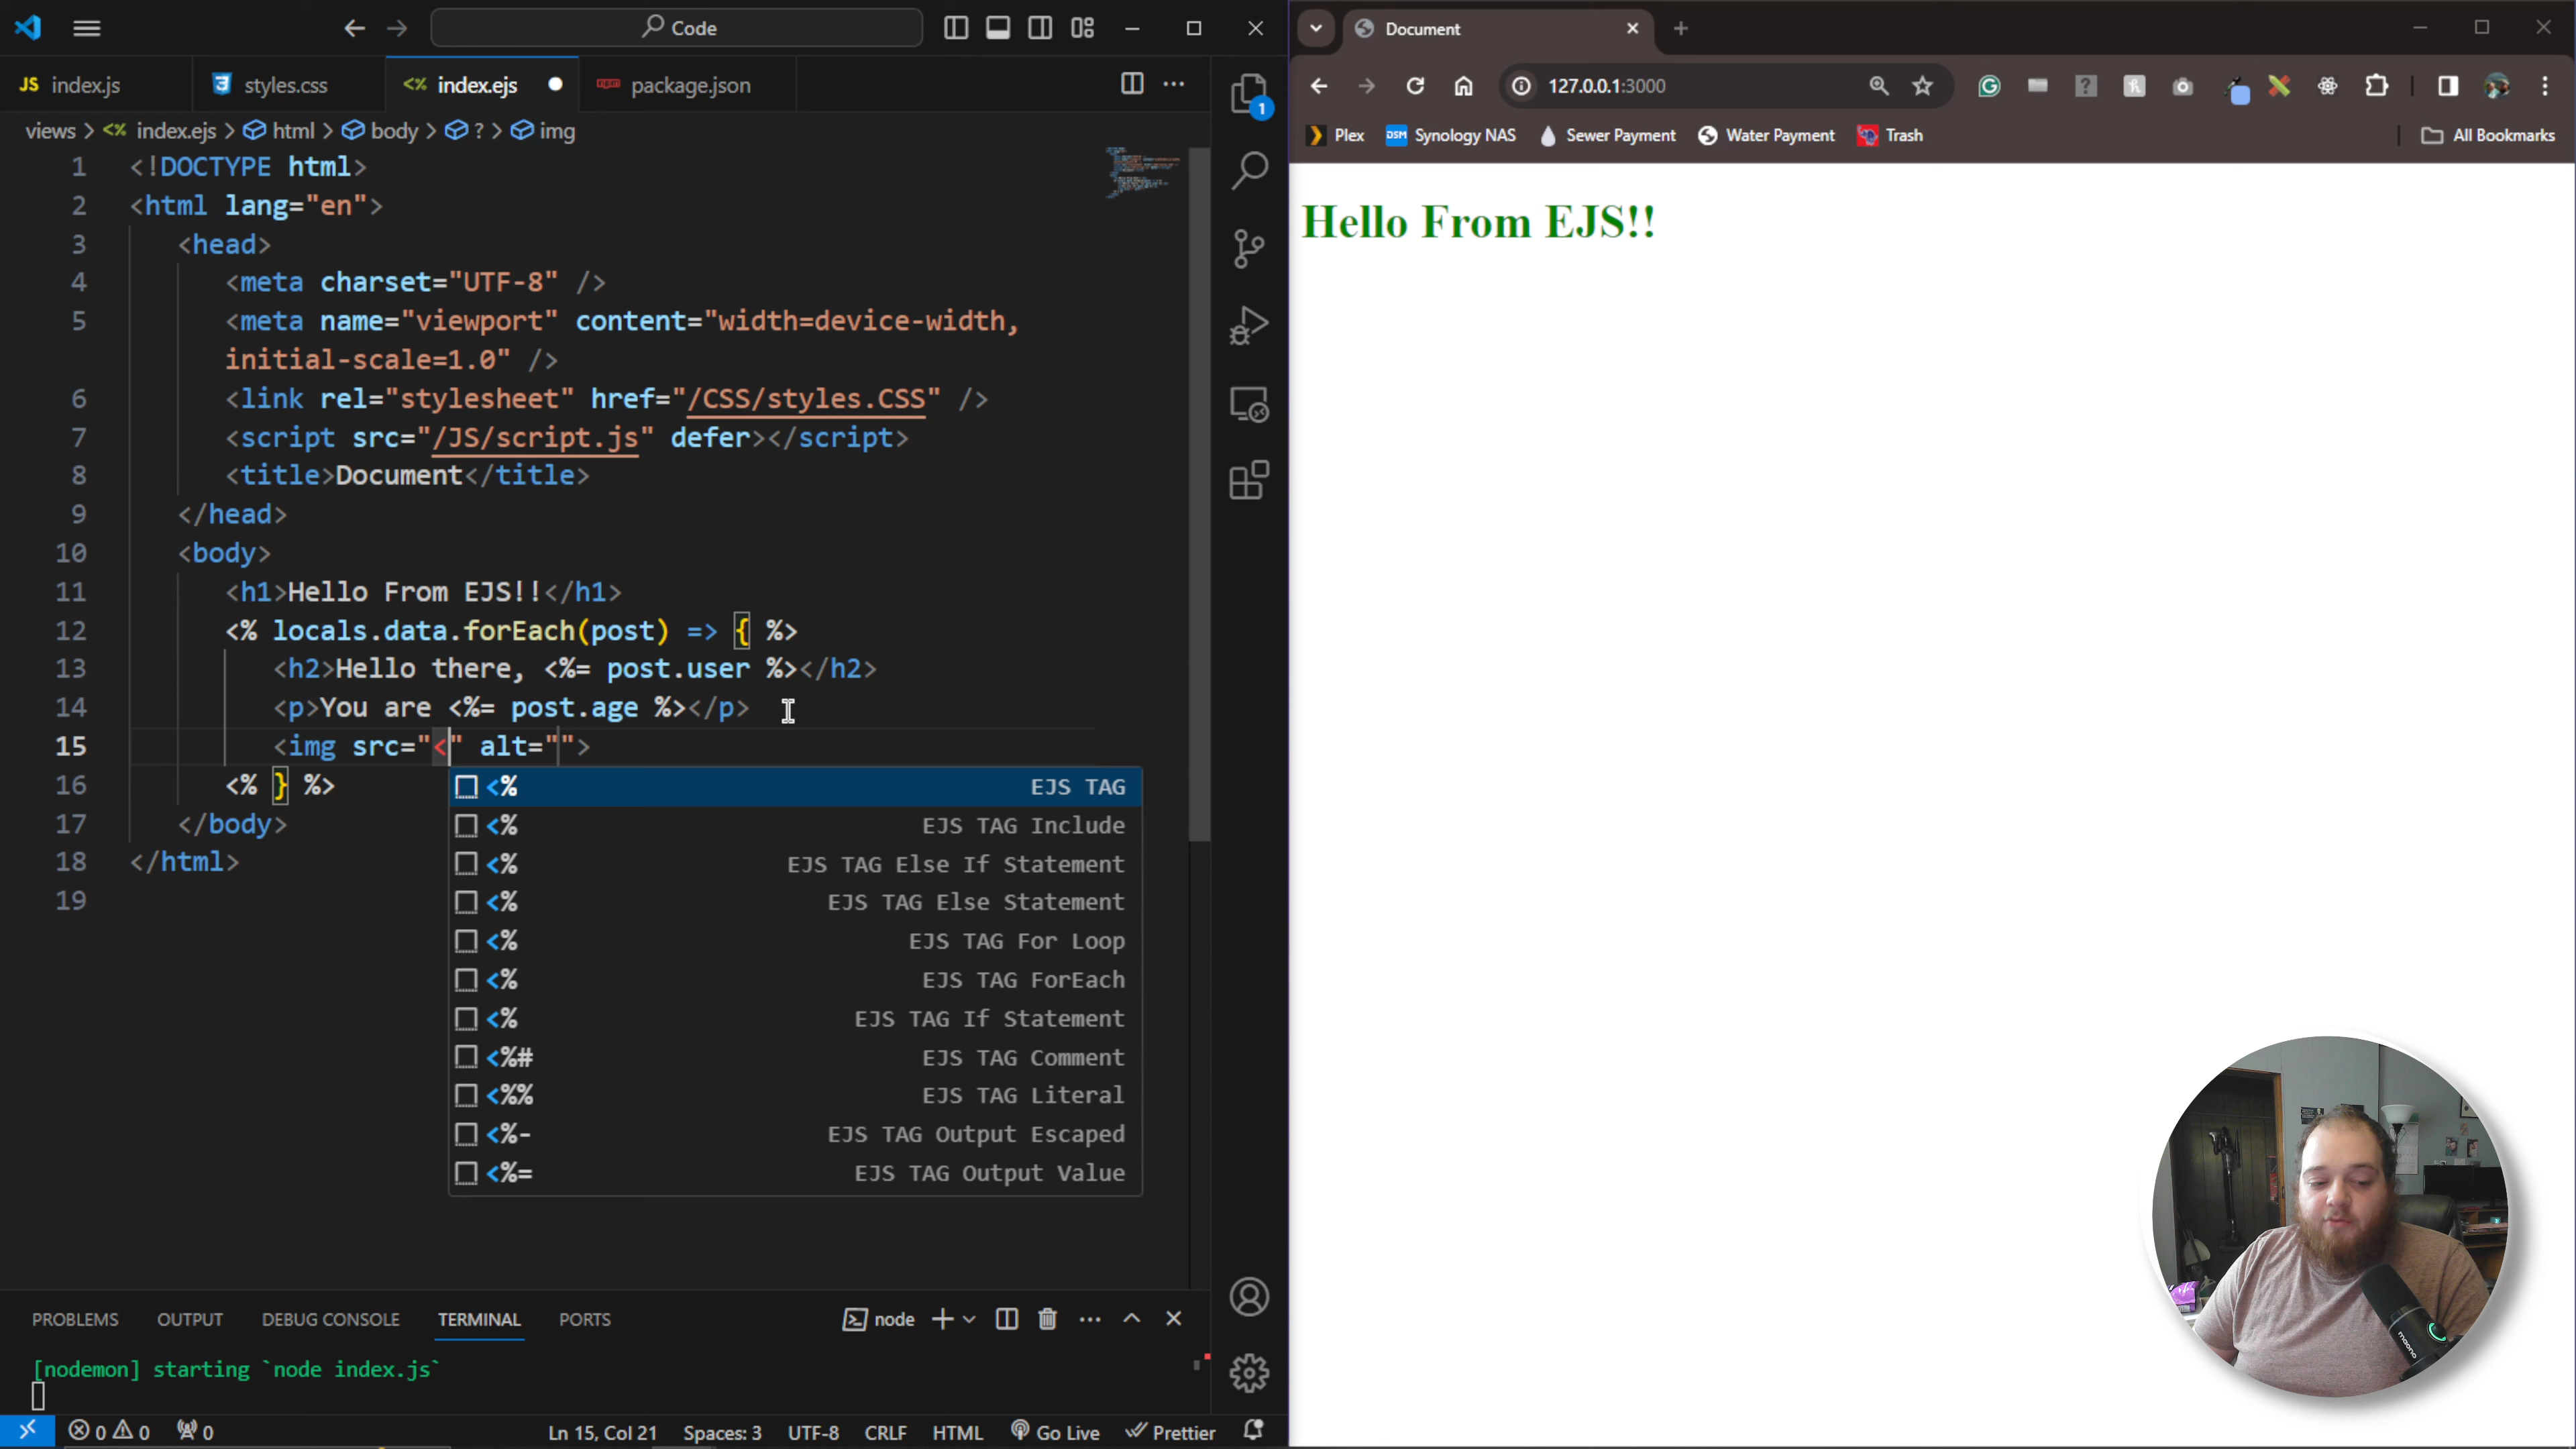 Code
JS index.js
styles.css
<% index.ejs
package.json
views > <% index.ejs > html > body > ? > img
1 <!DOCTYPE html>
2 <html lang="en">
3 <head>
4 <meta charset="UTF-8" />
5 <meta name="viewport" content="width=device-width,
initial-scale=1.0" />
6 <link rel="stylesheet" href="/CSS/styles.CSS" />
7 <script src="/JS/script.js" defer></script>
8 <title>Document</title>
9 </head>
10 <body>
11 <h1>Hello From EJS!!</h1>
12 <% locals.data.forEach(post) => { %>
13 <h2>Hello there, <%= post.user %></h2>
14 <p>You are <%= post.age %></p>
15 <img src="<" alt="">
16 <% } %>
17 </body>
18 </html>
19
<% EJS TAG
<% EJS TAG Include
<% EJS TAG Else If Statement
<% EJS TAG Else Statement
<% EJS TAG For Loop
<% EJS TAG ForEach
<% EJS TAG If Statement
<%# EJS TAG Comment
<%% EJS TAG Literal
<%- EJS TAG Output Escaped
<%= EJS TAG Output Value
1
PROBLEMS OUTPUT DEBUG CONSOLE TERMINAL PORTS
node
[nodemon] starting `node index.js`
0 0 0 Ln 15, Col 21 Spaces: 3 UTF-8 CRLF HTML Go Live Prettier
Document
127.0.0.1:3000
Plex
DSM Synology NAS
Sewer Payment
Water Payment
Trash
All Bookmarks
Hello From EJS!!
maono